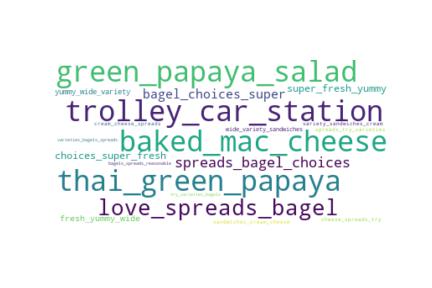 green_papaya_salad
yummy_wide_variety
bagel_choices_super
super_fresh_yummy
trolley_car_station
cream_cheese_spreads
variety_sandwiches_cream
wide_variety_sandwiches
spreads_try_varieties
varieties_bagels_spreads
baked_mac_cheese
choices_super_fresh
bagels_spreads_reasonable
spreads_bagel_choices
thai_green_papaya
try_varieties_bagels
love_spreads_bagel
fresh_yummy_wide
sandwiches_cream_cheese
cheese_spreads_try